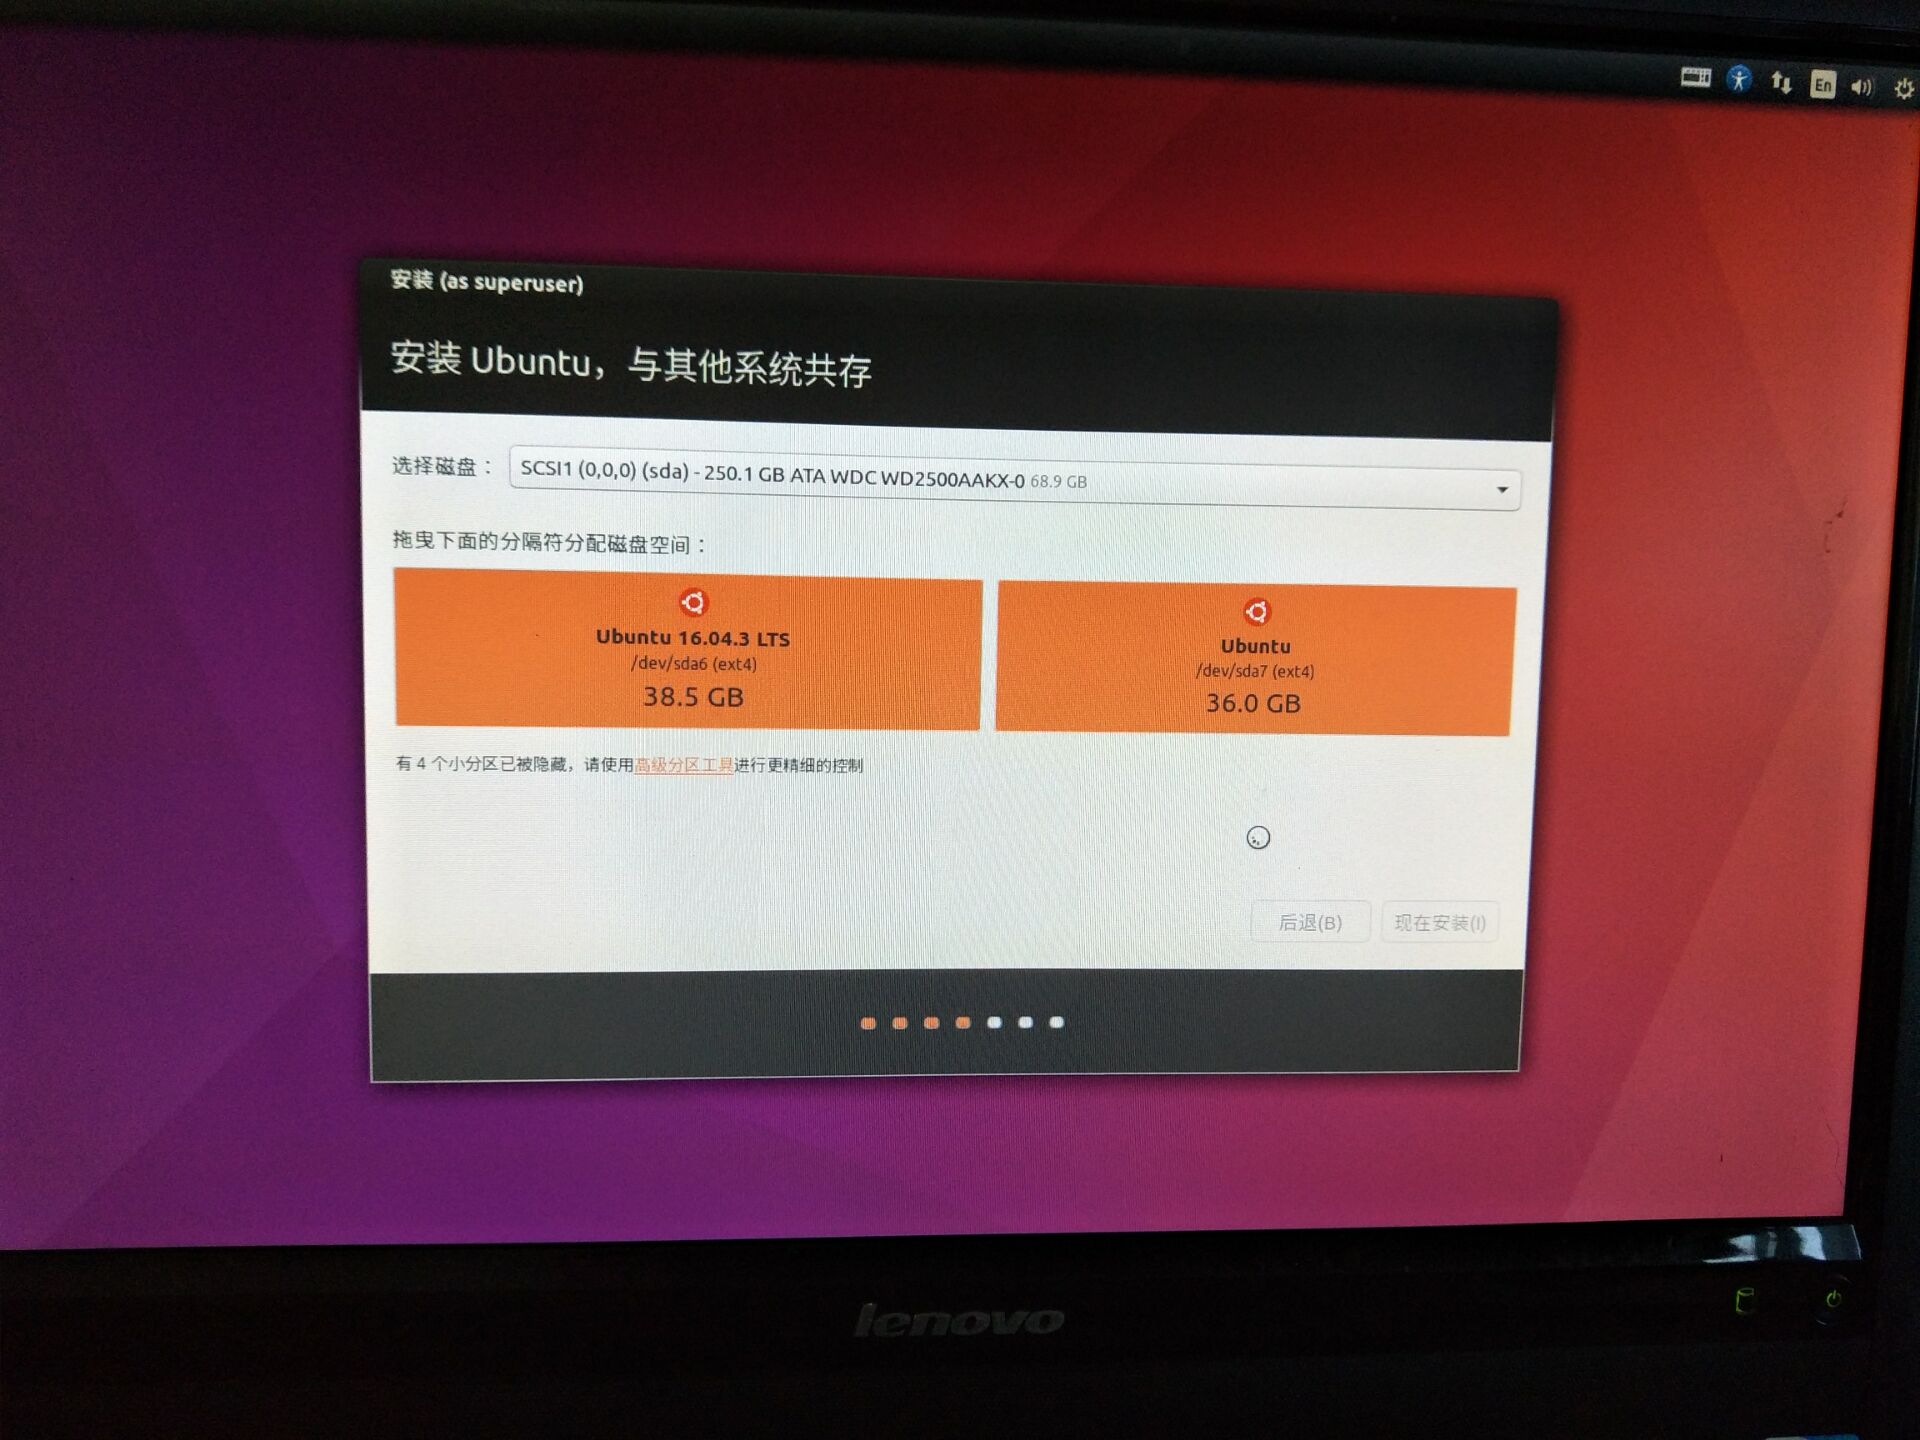 En
安装 (as superuser)
安装 Ubuntu，与其他系统共存
选择磁盘： SCSI1 (0,0,0) (sda) - 250.1 GB ATA WDC WD2500AAKX-0 68.9 GB
拖曳下面的分隔符分配磁盘空间：
Ubuntu 16.04.3 LTS
/dev/sda6 (ext4)
38.5 GB
Ubuntu
/dev/sda7 (ext4)
36.0 GB
有 4 个小分区已被隐藏，请使用高级分区工具进行更精细的控制
后退(B) 现在安装(I)
lenovo